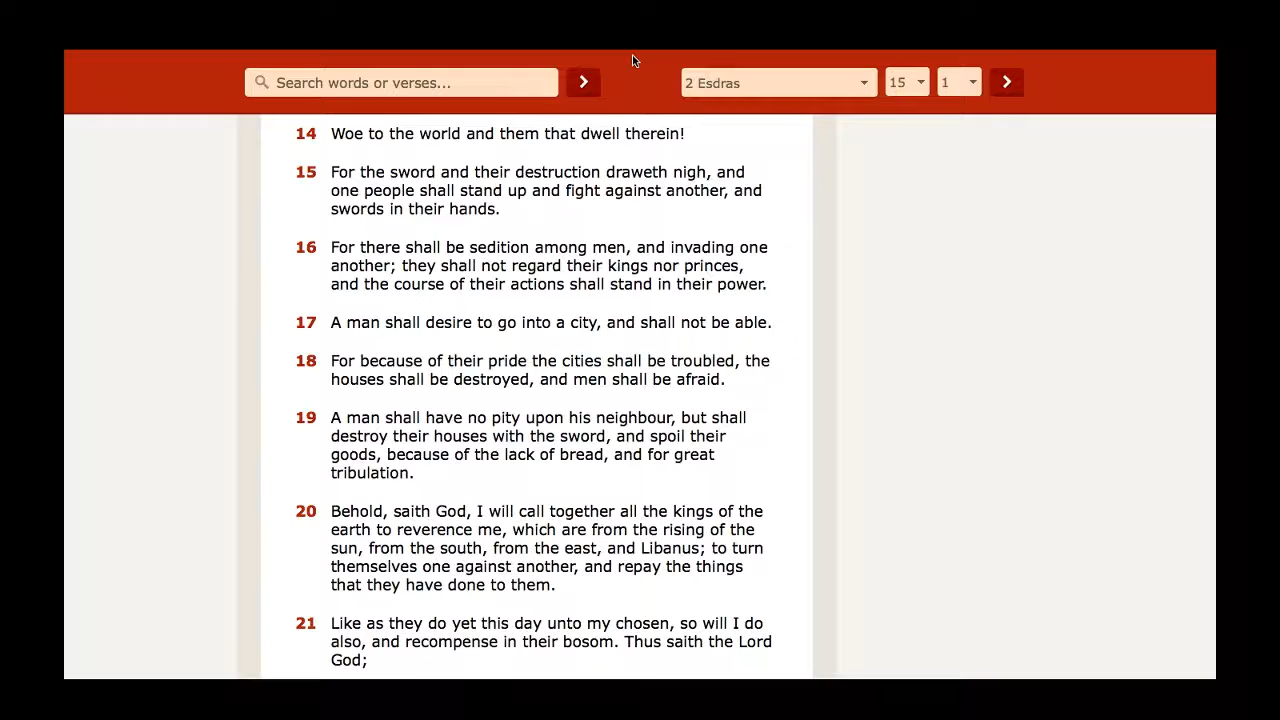 Search words or verses... 2 Esdras 15 1
14 Woe to the world and them that dwell therein!
15 For the sword and their destruction draweth nigh, and
one people shall stand up and fight against another, and
swords in their hands.
16 For there shall be sedition among men, and invading one
another; they shall not regard their kings nor princes,
and the course of their actions shall stand in their power.
17 A man shall desire to go into a city, and shall not be able.
18 For because of their pride the cities shall be troubled, the
houses shall be destroyed, and men shall be afraid.
19 A man shall have no pity upon his neighbour, but shall
destroy their houses with the sword, and spoil their
goods, because of the lack of bread, and for great
tribulation.
20 Behold, saith God, I will call together all the kings of the
earth to reverence me, which are from the rising of the
sun, from the south, from the east, and Libanus; to turn
themselves one against another, and repay the things
that they have done to them.
21 Like as they do yet this day unto my chosen, so will I do
also, and recompense in their bosom. Thus saith the Lord
God;